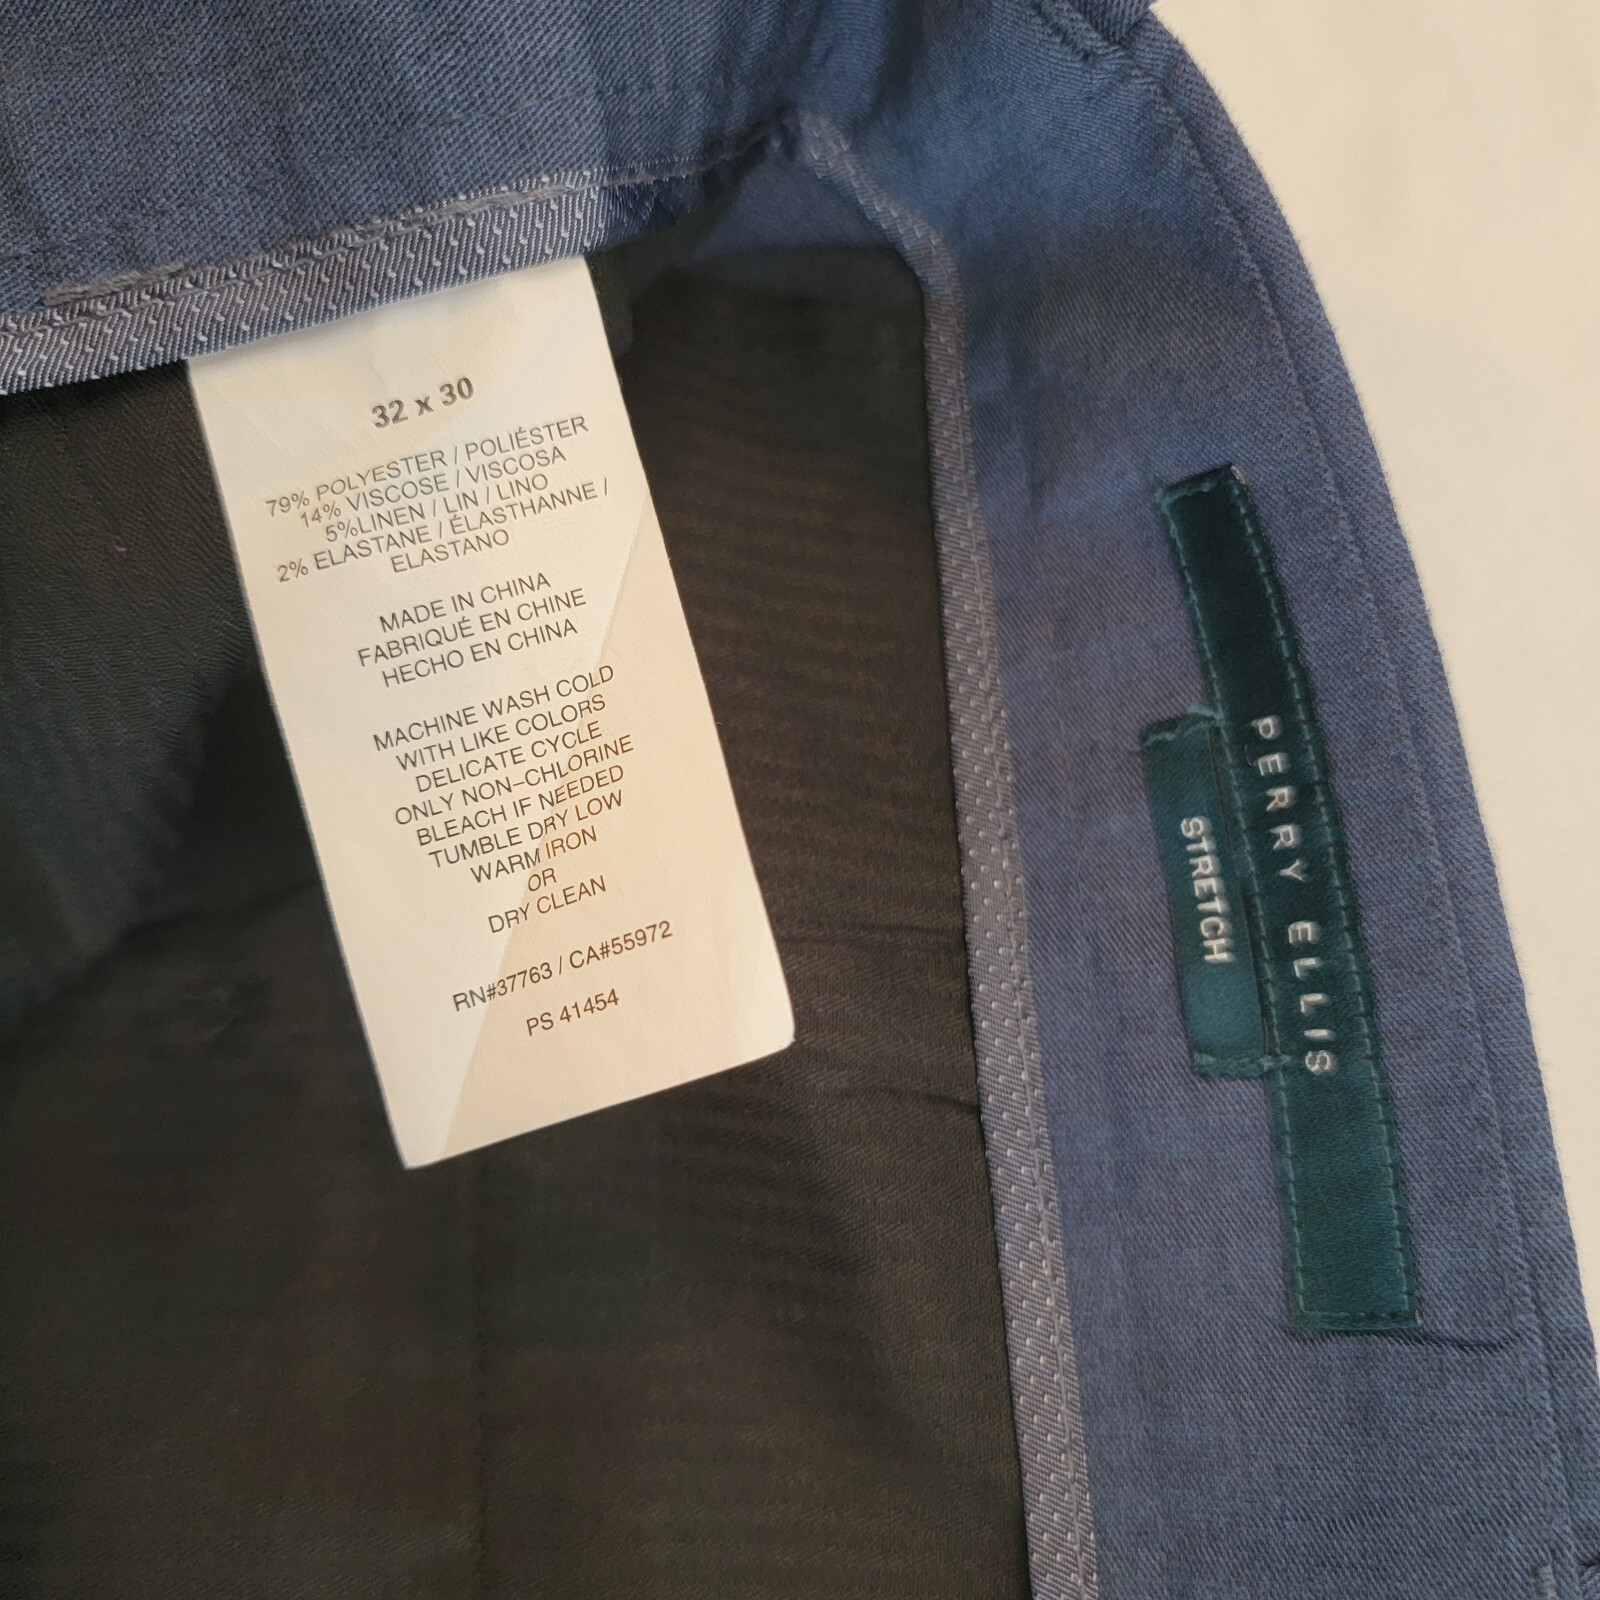 32 x 30
79% POLYESTER / POLIÉSTER
14% VISCOSE / VISCOSA
5%LINEN / LIN / LINO
2% ELASTANE / ÉLASTHANNE /
ELASTANO
MADE IN CHINA
FABRIQUÉ EN CHINE
HECHO EN CHINA
MACHINE WASH COLD
WITH LIKE COLORS
DELICATE CYCLE
ONLY NON-CHLORINE
BLEACH IF NEEDED
TUMBLE DRY LOW
WARM IRON
OR
DRY CLEAN
RN#37763 / CA#55972
PS 41454
PERRY ELLIS
STRETCH